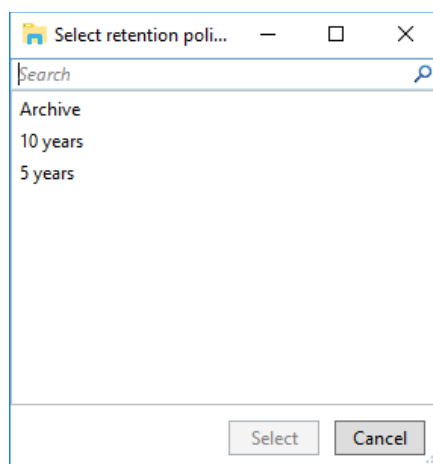 Select retention poli...
Search
Archive
10 years
5 years
Select Cancel